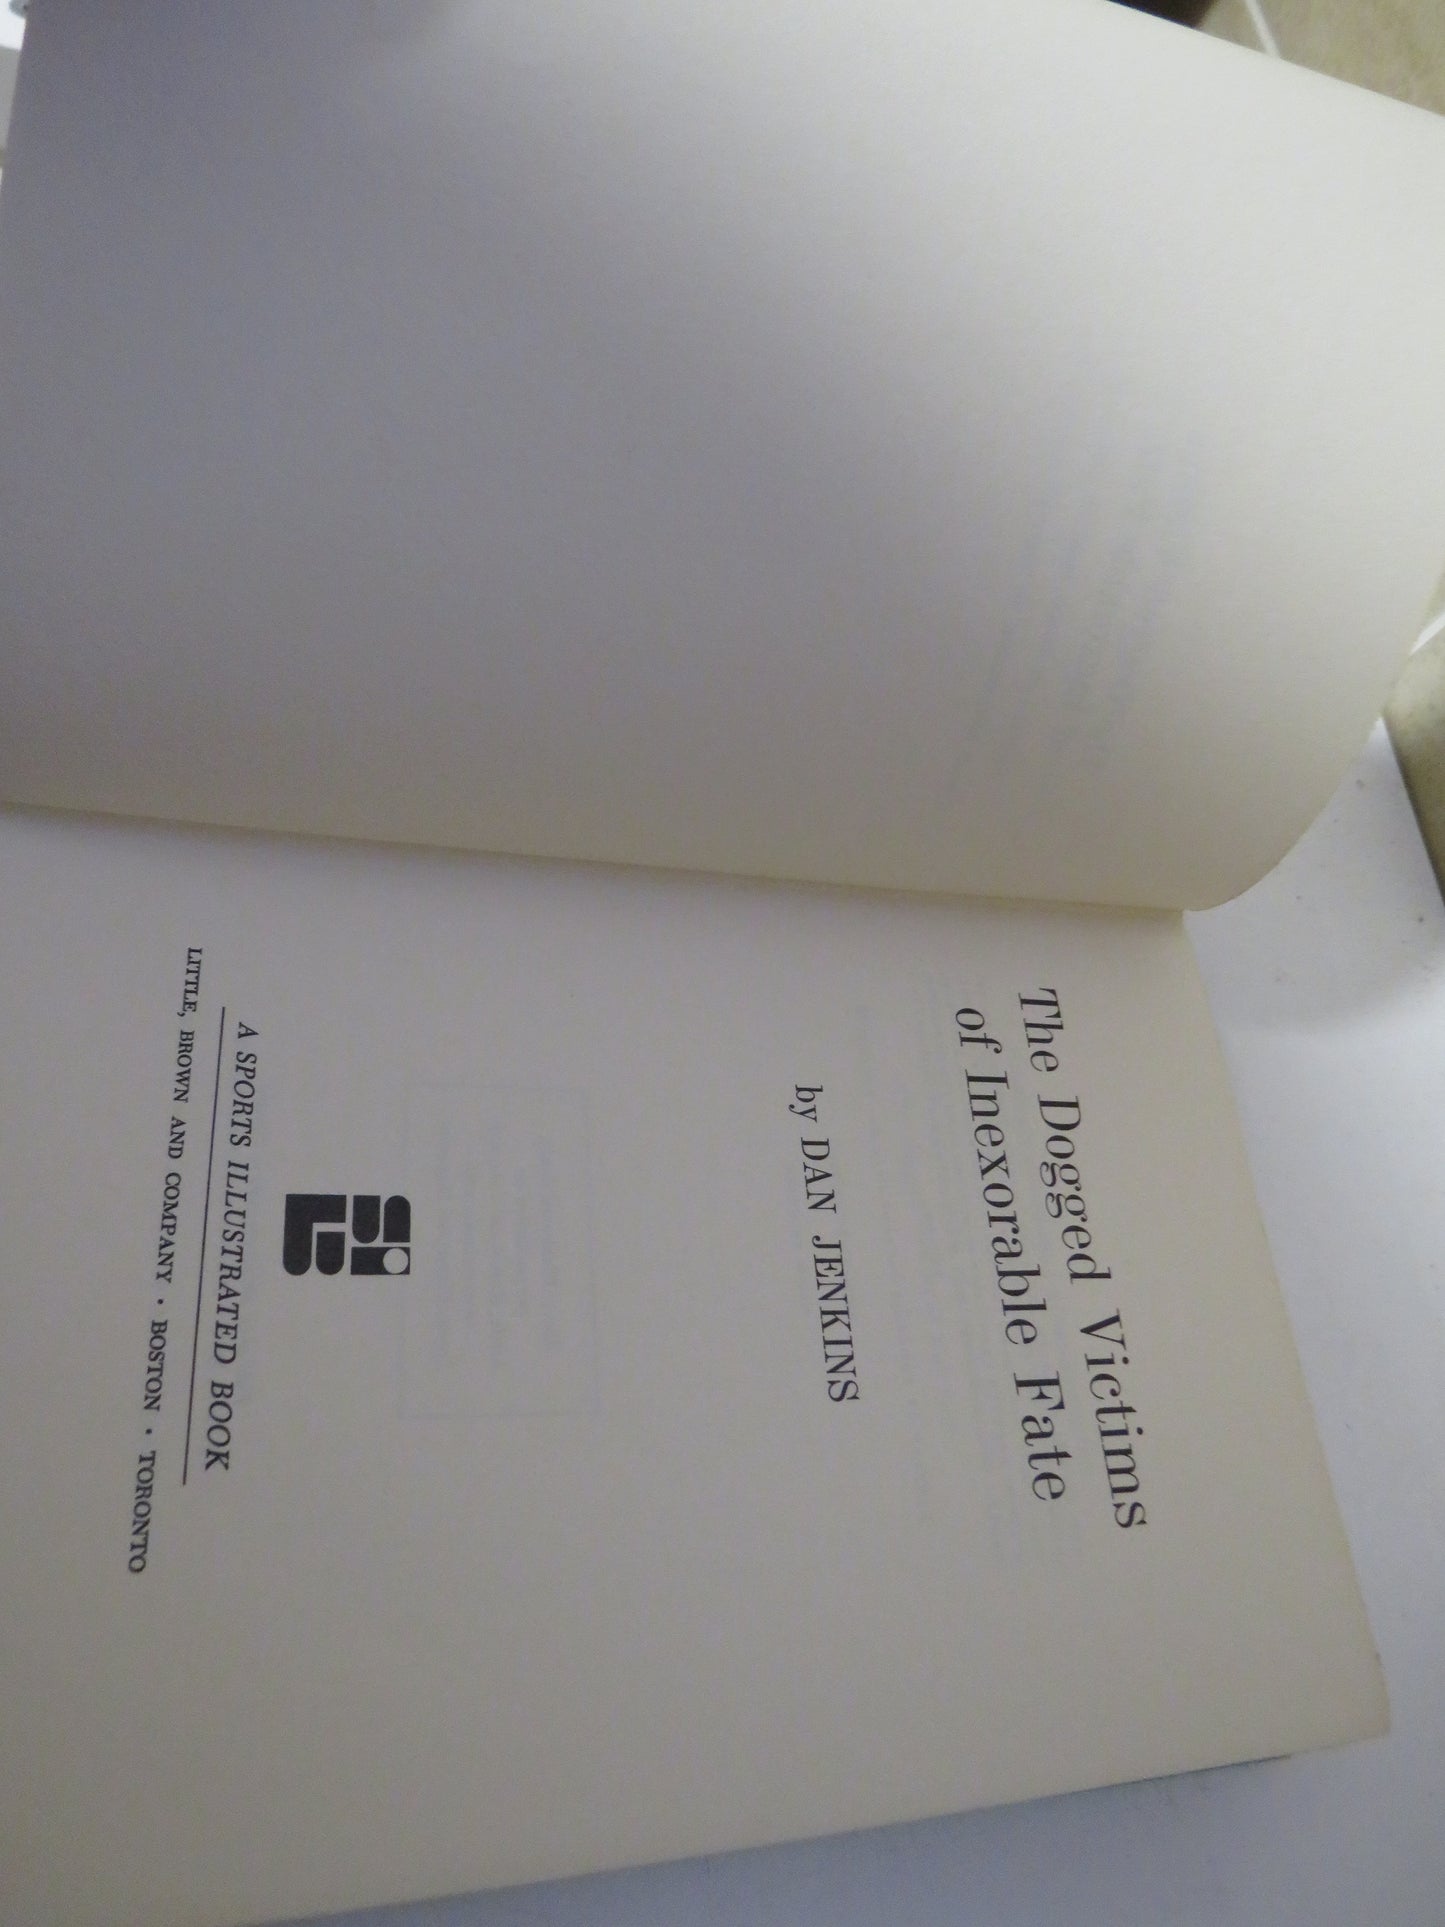 The Dogged Victims
of Inexorable Fate
by DAN JENKINS
A SPORTS ILLUSTRATED BOOK
LITTLE, BROWN AND COMPANY • BOSTON • TORONTO